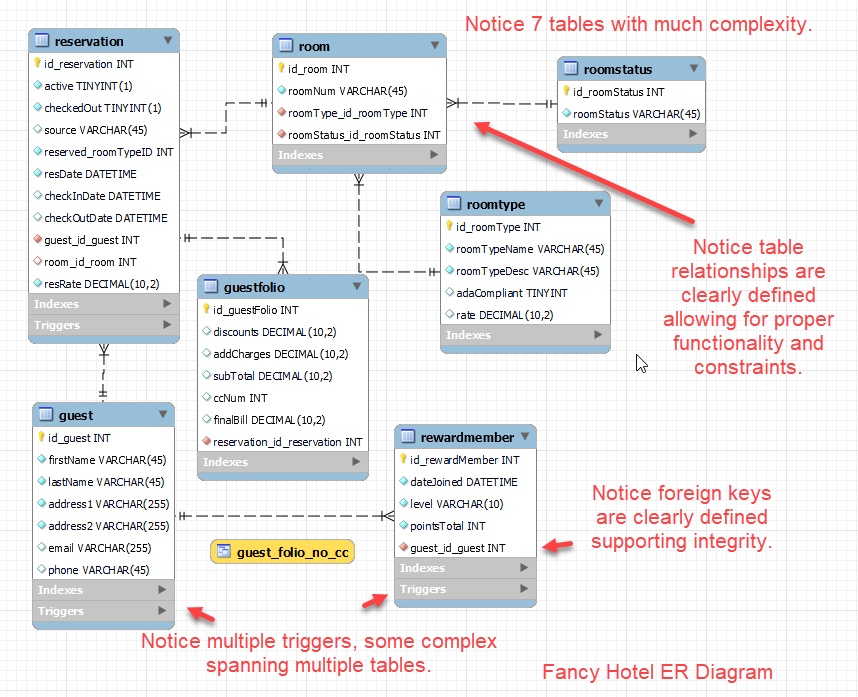 Notice 7 tables with much complexity.
reservation
id_reservation INT
active TINYINT(1)
checkedOut TINYINT(1)
source VARCHAR(45)
reserved_roomTypeID INT
resDate DATETIME
checkInDate DATETIME
checkOutDate DATETIME
guest_id_guest INT
room_id_room INT
resRate DECIMAL(10,2)
Indexes
Triggers
room
id_room INT
roomNum VARCHAR(45)
roomType_id_roomType INT
roomStatus_id_roomStatus INT
Indexes
roomstatus
id_roomStatus INT
roomStatus VARCHAR(45)
Indexes
roomtype
id_roomType INT
roomTypeName VARCHAR(45)
roomTypeDesc VARCHAR(45)
adaCompliant TINYINT
rate DECIMAL(10,2)
Indexes
Notice table
relationships are
clearly defined
allowing for proper
functionality and
constraints.
guestfolio
id_guestFolio INT
discounts DECIMAL(10,2)
addCharges DECIMAL(10,2)
subTotal DECIMAL(10,2)
ccNum INT
finalBill DECIMAL(10,2)
reservation_id_reservation INT
Indexes
guest
id_guest INT
firstName VARCHAR(45)
lastName VARCHAR(45)
address1 VARCHAR(255)
address2 VARCHAR(255)
email VARCHAR(255)
phone VARCHAR(45)
Indexes
Triggers
rewardmember
id_rewardMember INT
dateJoined DATETIME
level VARCHAR(10)
pointsTotal INT
guest_id_guest INT
Indexes
Triggers
guest_folio_no_cc
Notice foreign keys
are clearly defined
supporting integrity.
Notice multiple triggers, some complex
spanning multiple tables.
Fancy Hotel ER Diagram